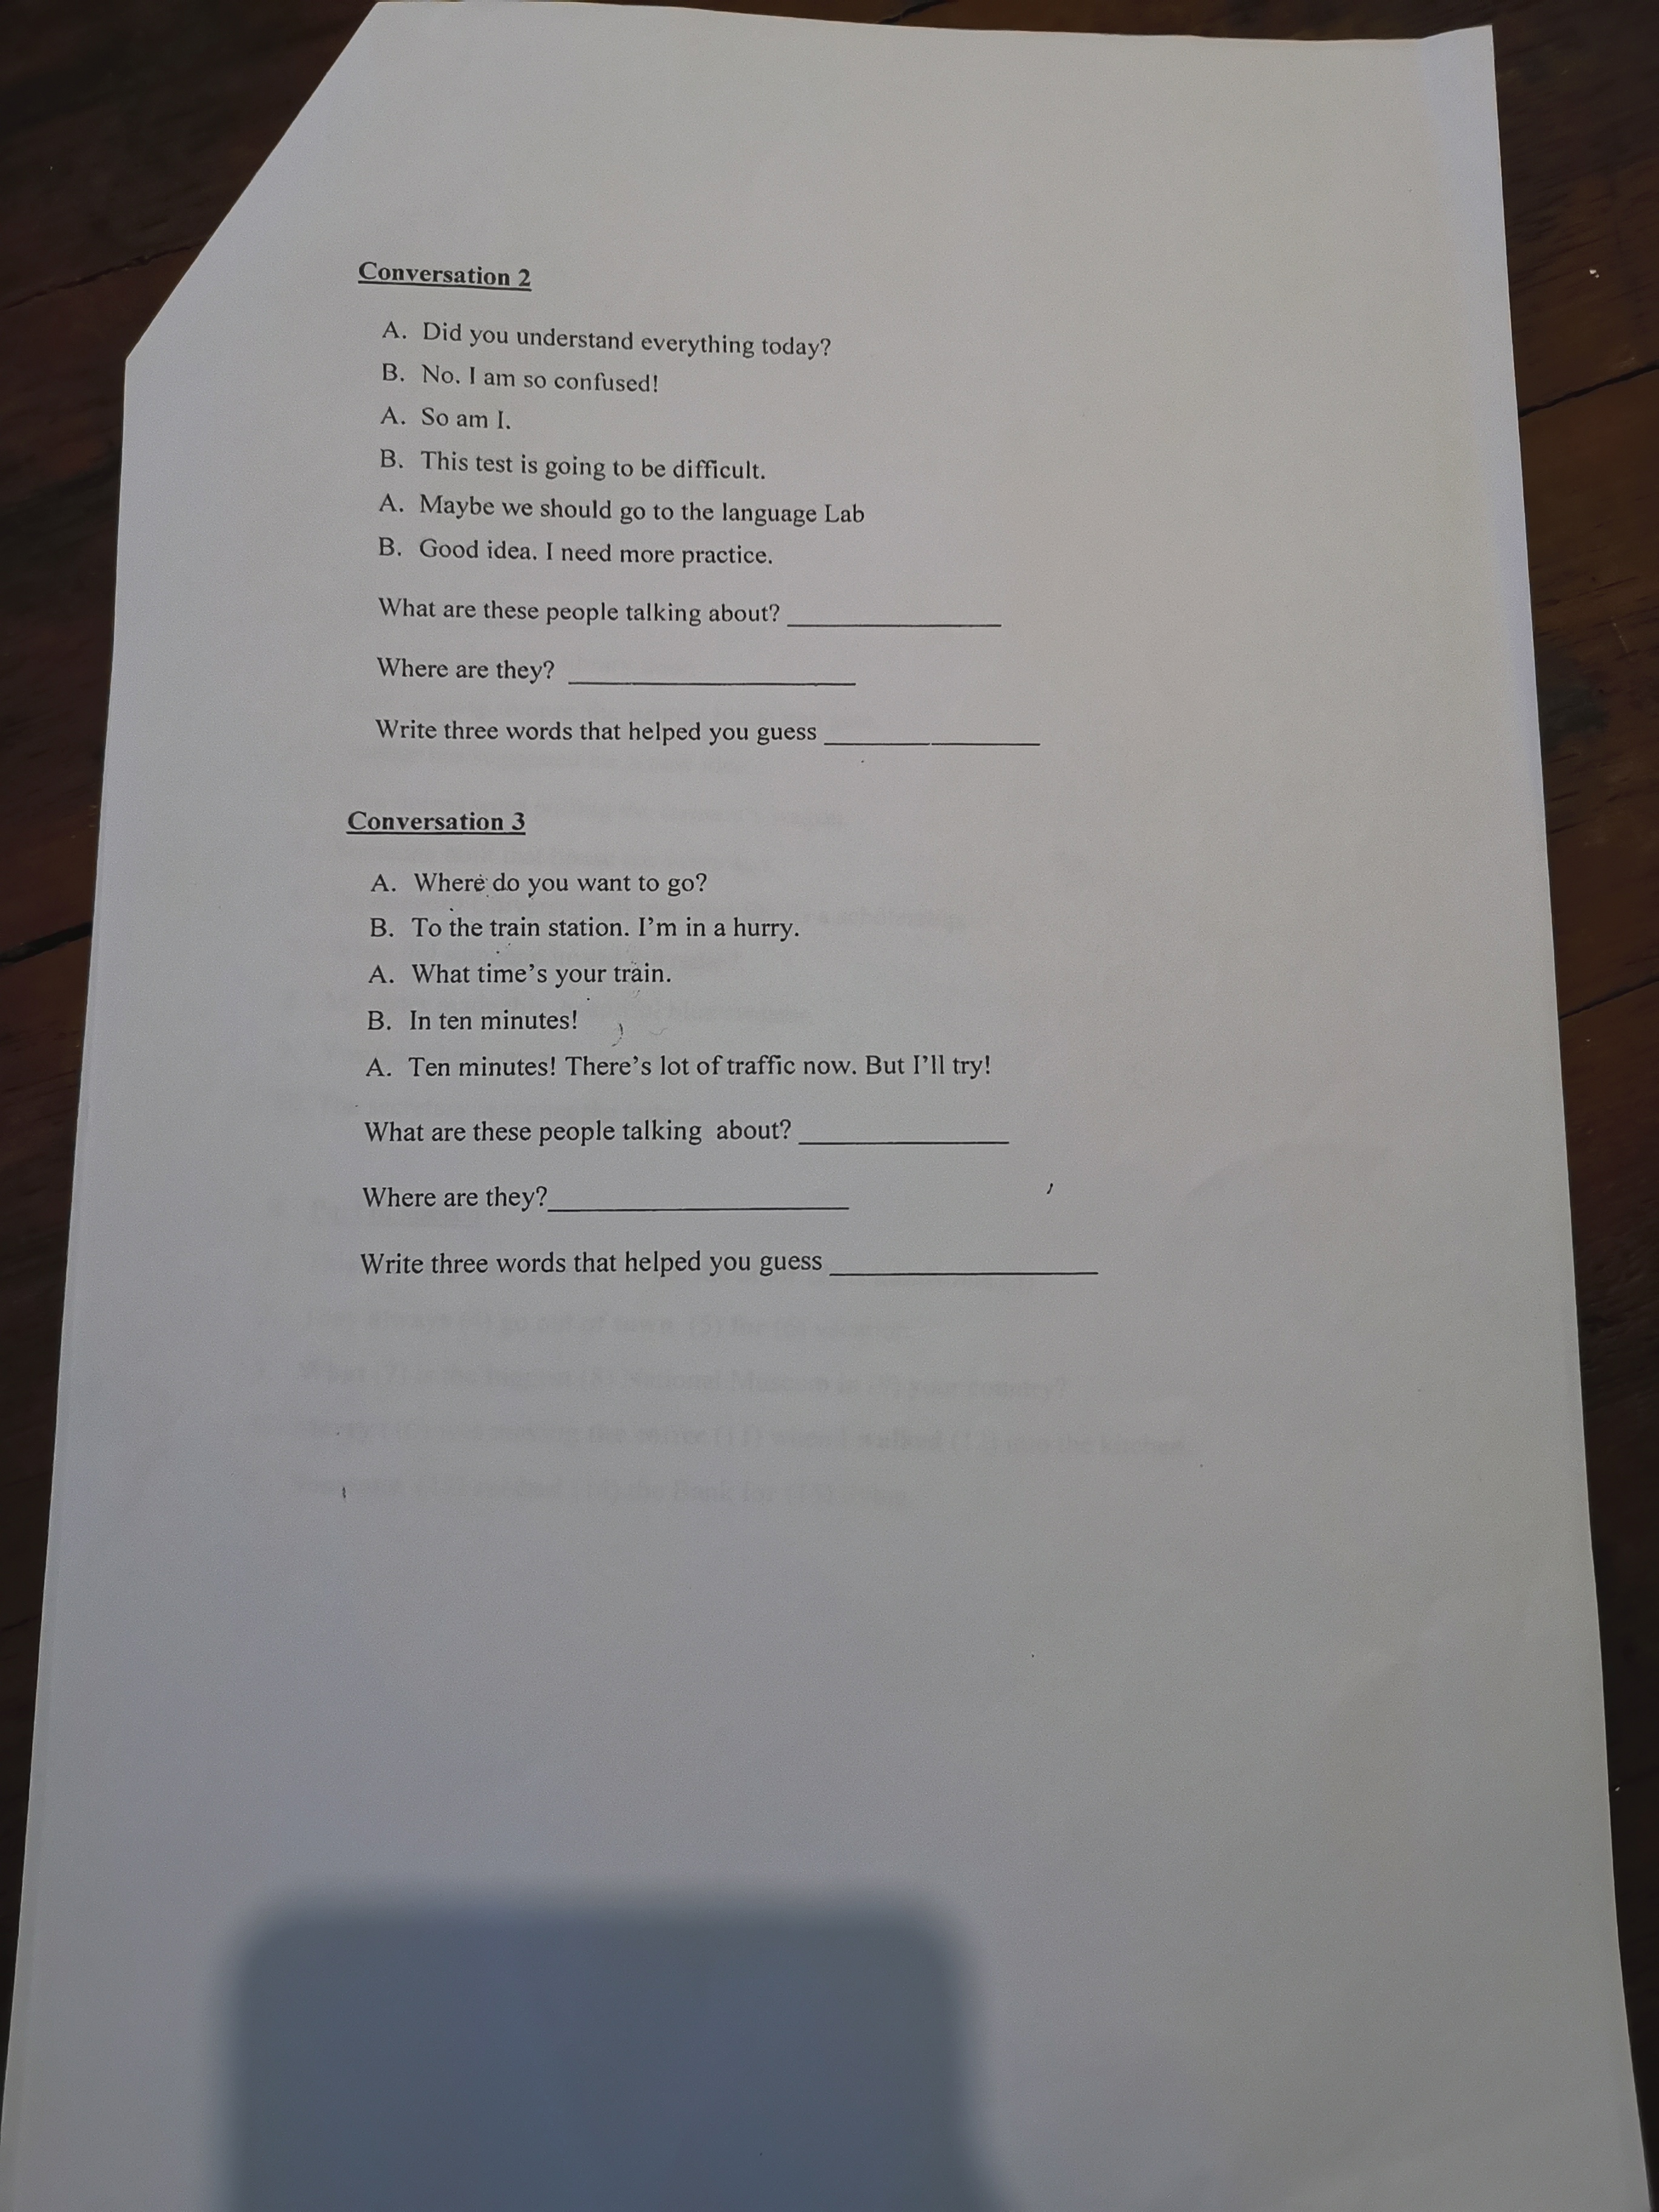 Conversation 2
A. Did you understand everything today?
B. No. I am so confused!
A. So am I.
B. This test is going to be difficult.
A. Maybe we should go to the language Lab
B. Good idea. I need more practice.
What are these people talking about? ________________
Where are they? ______________________
Write three words that helped you guess ________________
Conversation 3
A. Where do you want to go?
B. To the train station. I'm in a hurry.
A. What time's your train.
B. In ten minutes!
A. Ten minutes! There's lot of traffic now. But I'll try!
What are these people talking about? ________________
Where are they?______________________
Write three words that helped you guess ____________________